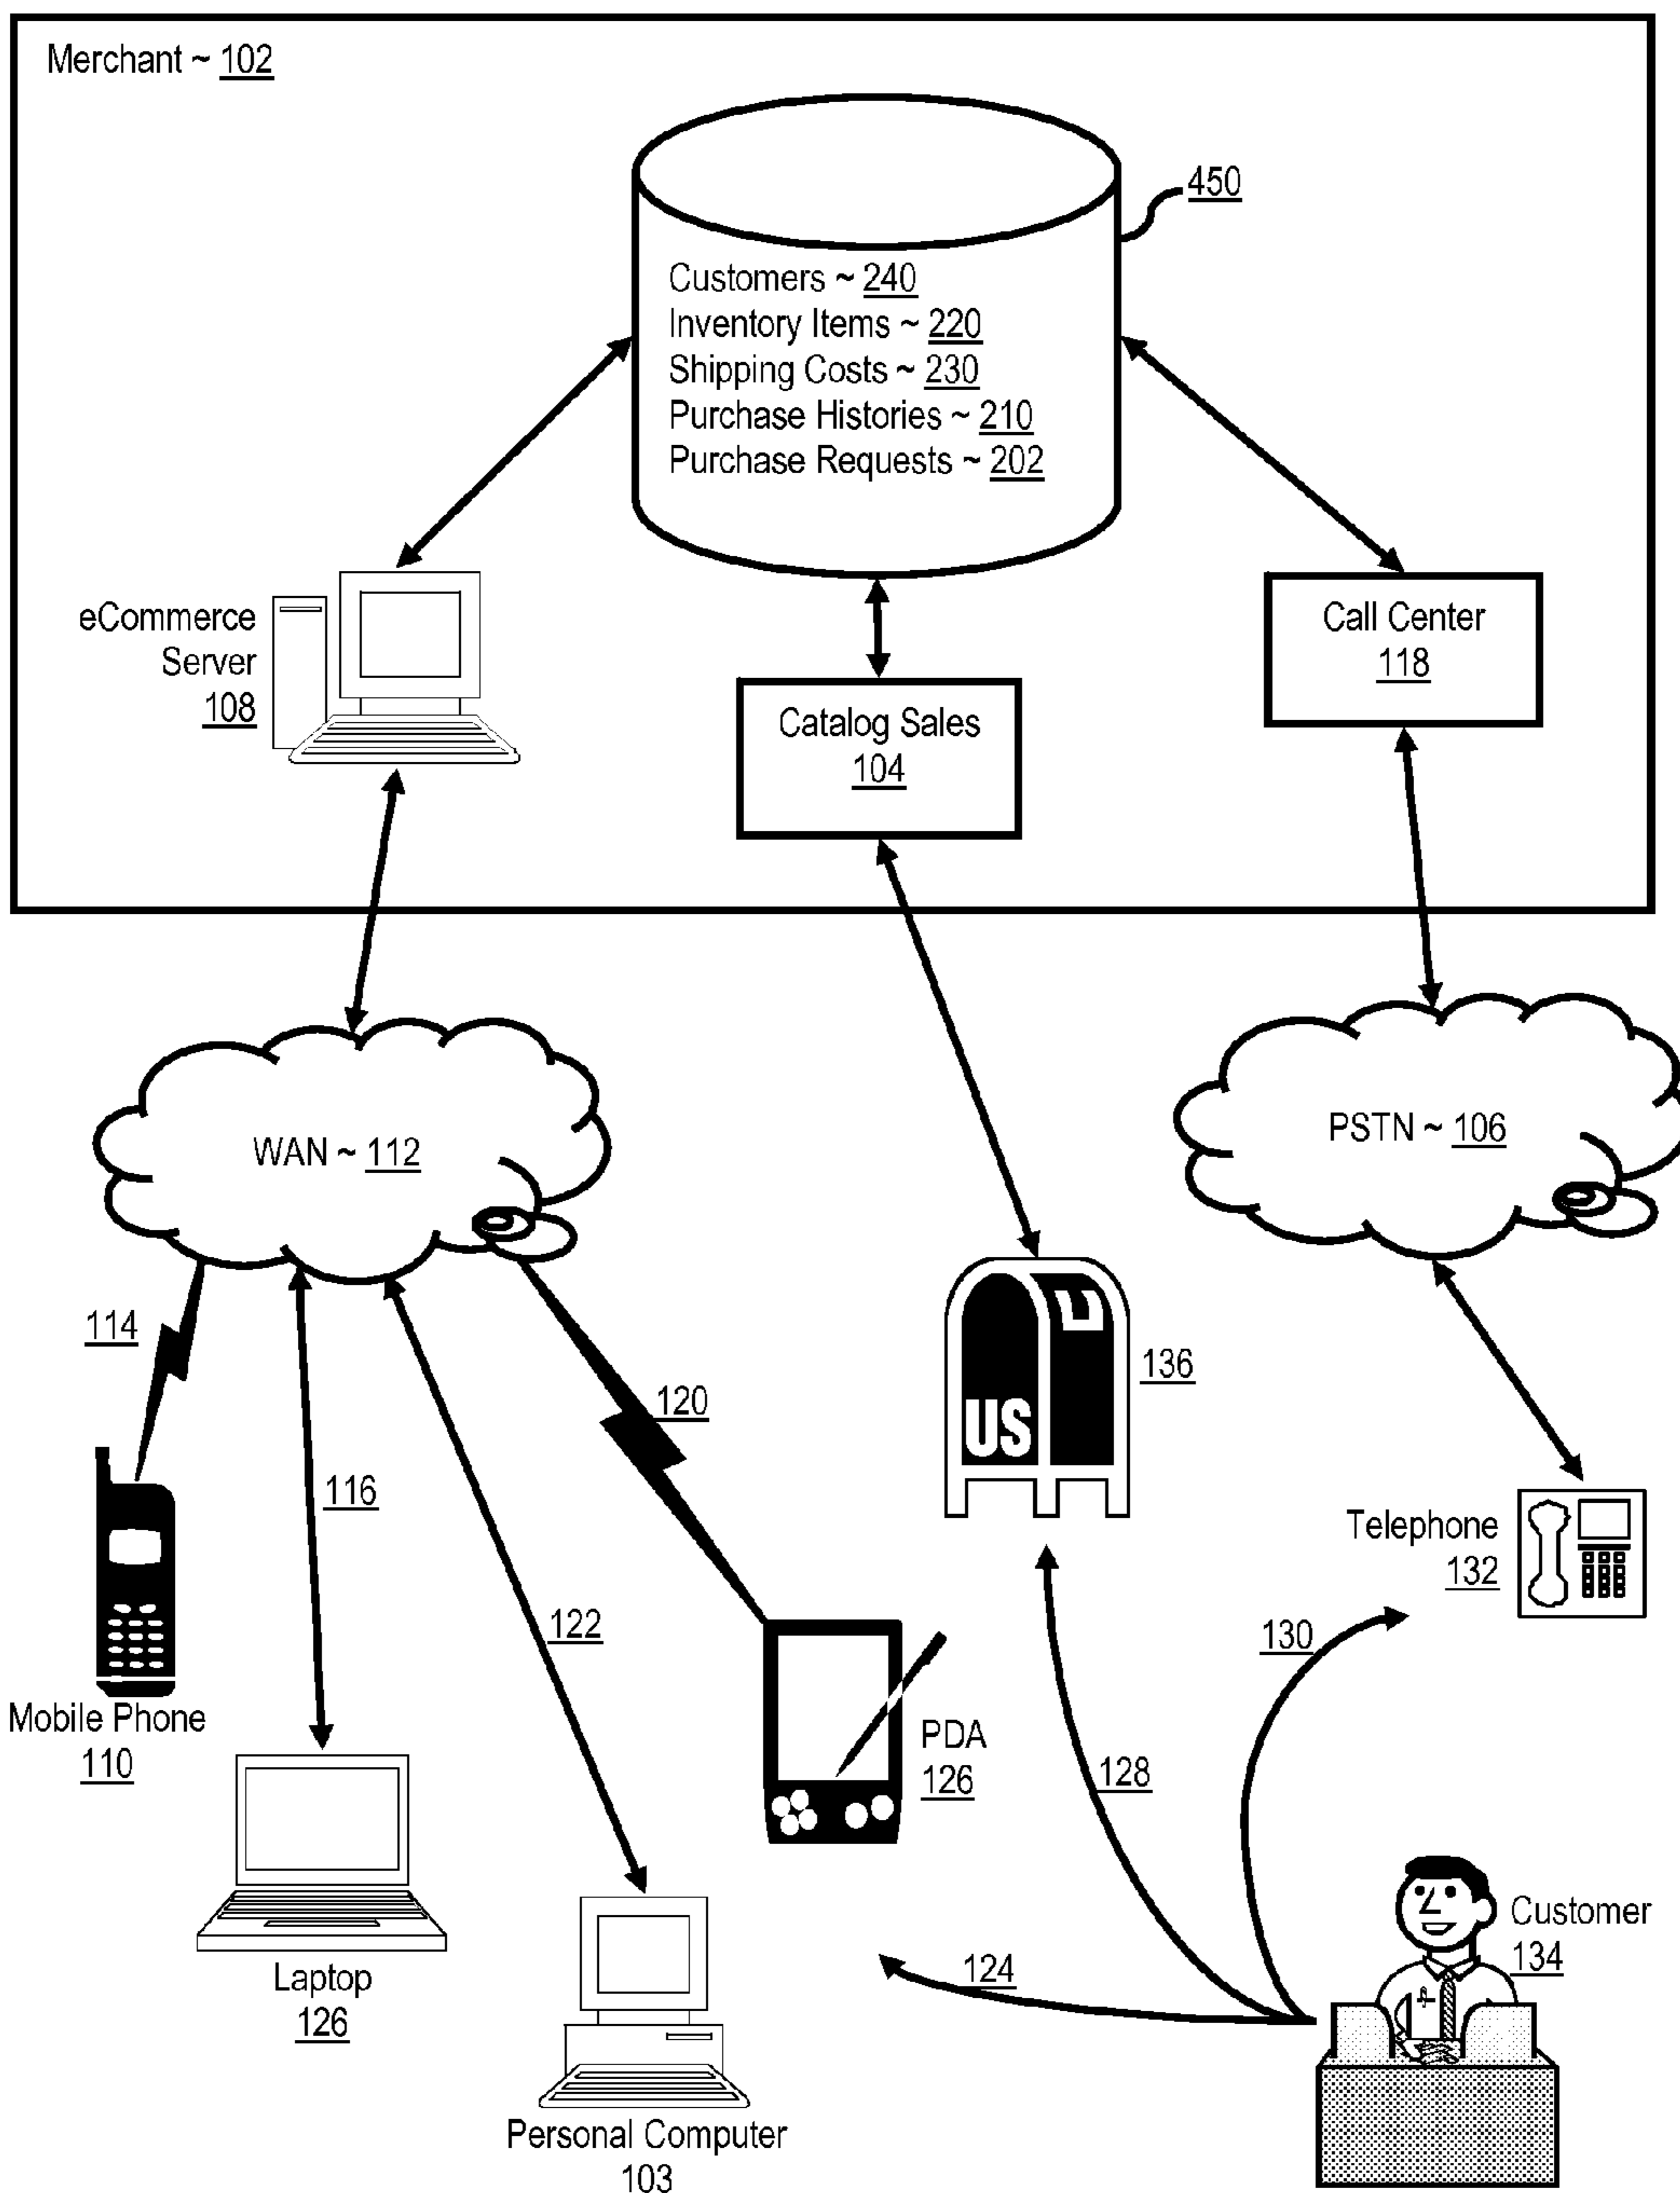 Merchant ~ 102
450
Customers ~ 240
Inventory Items ~ 220
Shipping Costs ~ 230
Purchase Histories ~ 210
Purchase Requests ~ 202
eCommerce
Server
108
Catalog Sales
104
Call Center
118
WAN ~ 112
PSTN ~ 106
114
116
120
122
136
US
Telephone
132
130
Mobile Phone
110
PDA
126
128
Laptop
126
124
Customer
134
Personal Computer
103